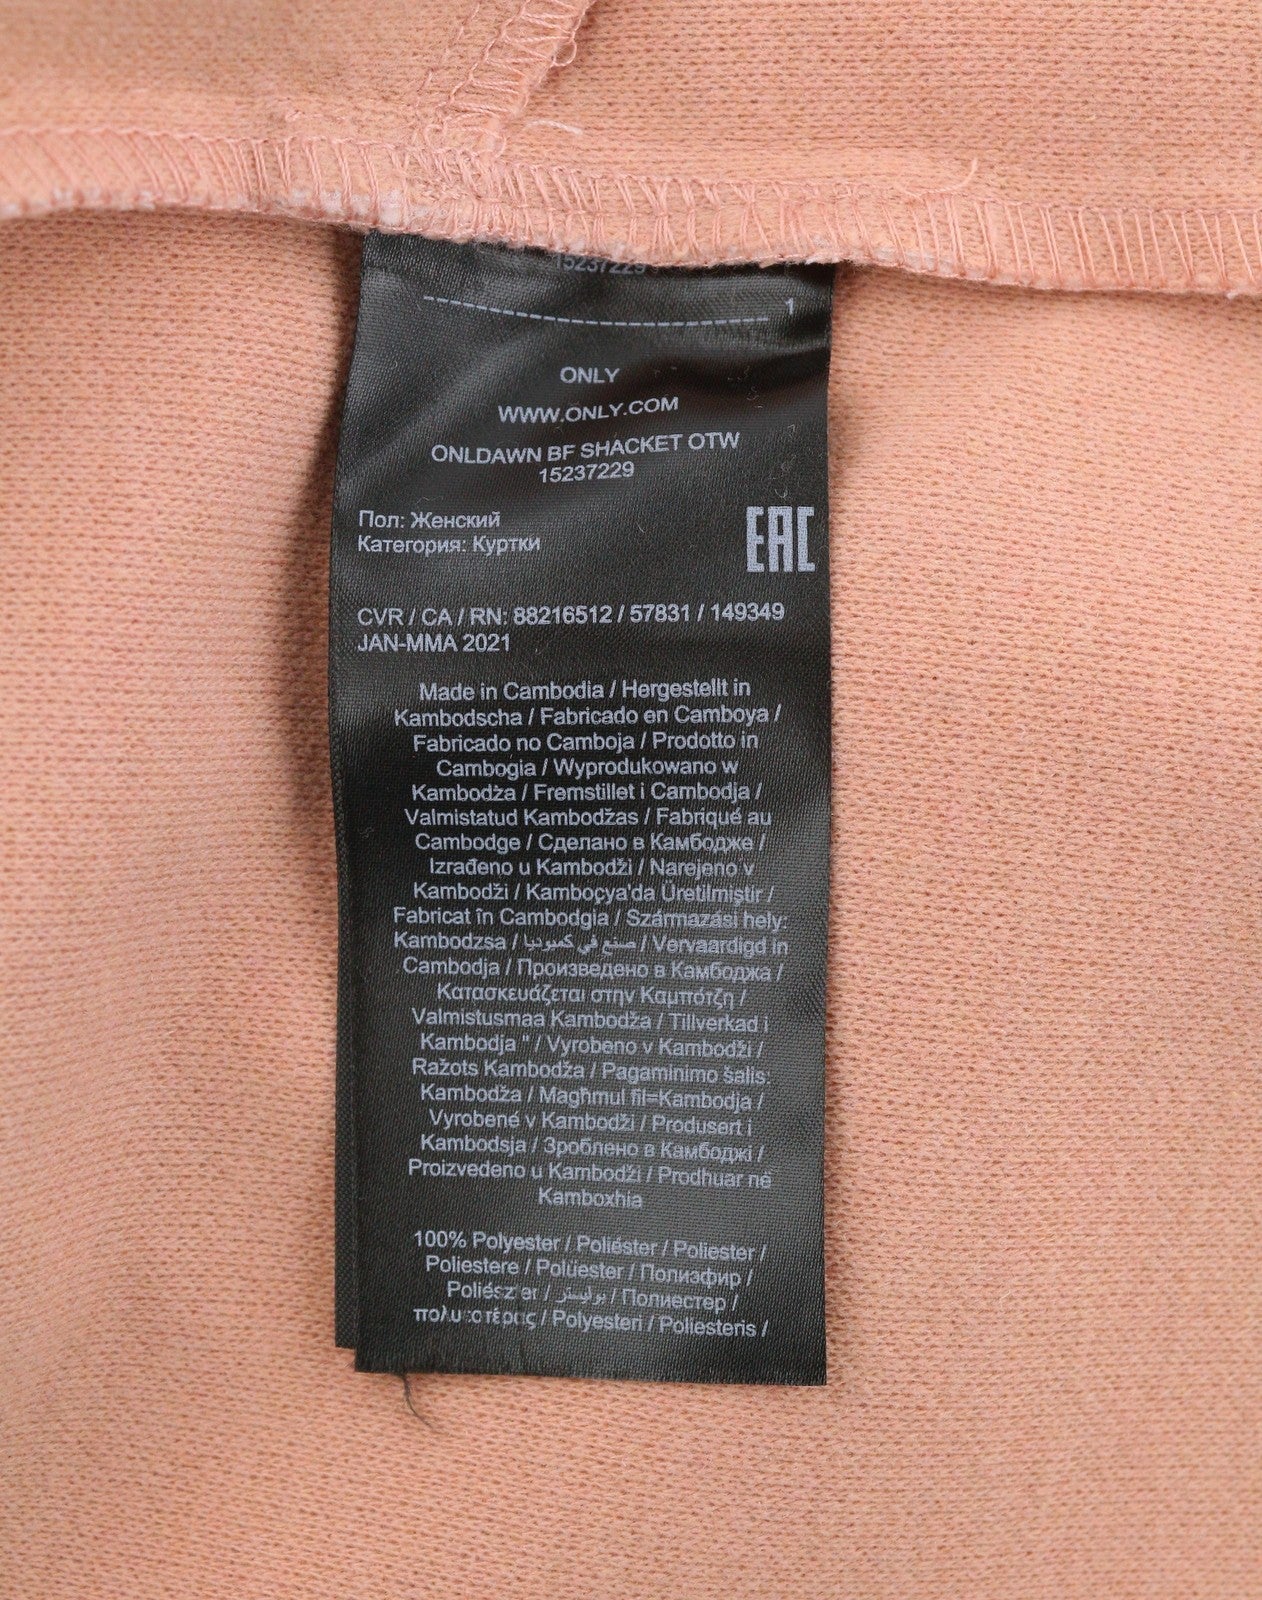 15237229
1
ONLY
WWW.ONLY.COM
ONLDAWN BF SHACKET OTW
15237229
Пол: Женский
Категория: Куртки
EAC
CVR / CA / RN: 88216512 / 57831 / 149349
JAN-MMA 2021
Made in Cambodia / Hergestellt in
Kambodscha / Fabricado en Camboya /
Fabricado no Camboja / Prodotto in
Cambogia / Wyprodukowano w
Kambodża / Fremstillet i Cambodja /
Valmistatud Kambodžas / Fabriqué au
Cambodge / Сделано в Камбодже /
Izrađeno u Kambodži / Narejeno v
Kambodži / Kamboçya'da Üretilmiştir /
Fabricat în Cambodgia / Származási hely:
Kambodzsa / صنع في كمبوديا / Vervaardigd in
Cambodja / Произведено в Камбоджа /
Κατασκευάζεται στην Καμπότζη /
Valmistusmaa Kambodža / Tillverkad i
Kambodja " / Vyrobeno v Kambodži /
Ražots Kambodža / Pagaminimo šalis:
Kambodža / Magħmul fil=Kambodja /
Vyrobené v Kambodži / Produsert i
Kambodsja / Зроблено в Камбоджі /
Proizvedeno u Kambodži / Prodhuar në
Kamboxhia
100% Polyester / Poliéster / Poliester /
Poliestere / Polüester / Полиэфир /
Poliészter / بوليستر / Полиестер /
πολυεστέρας / Polyesteri / Poliesteris /